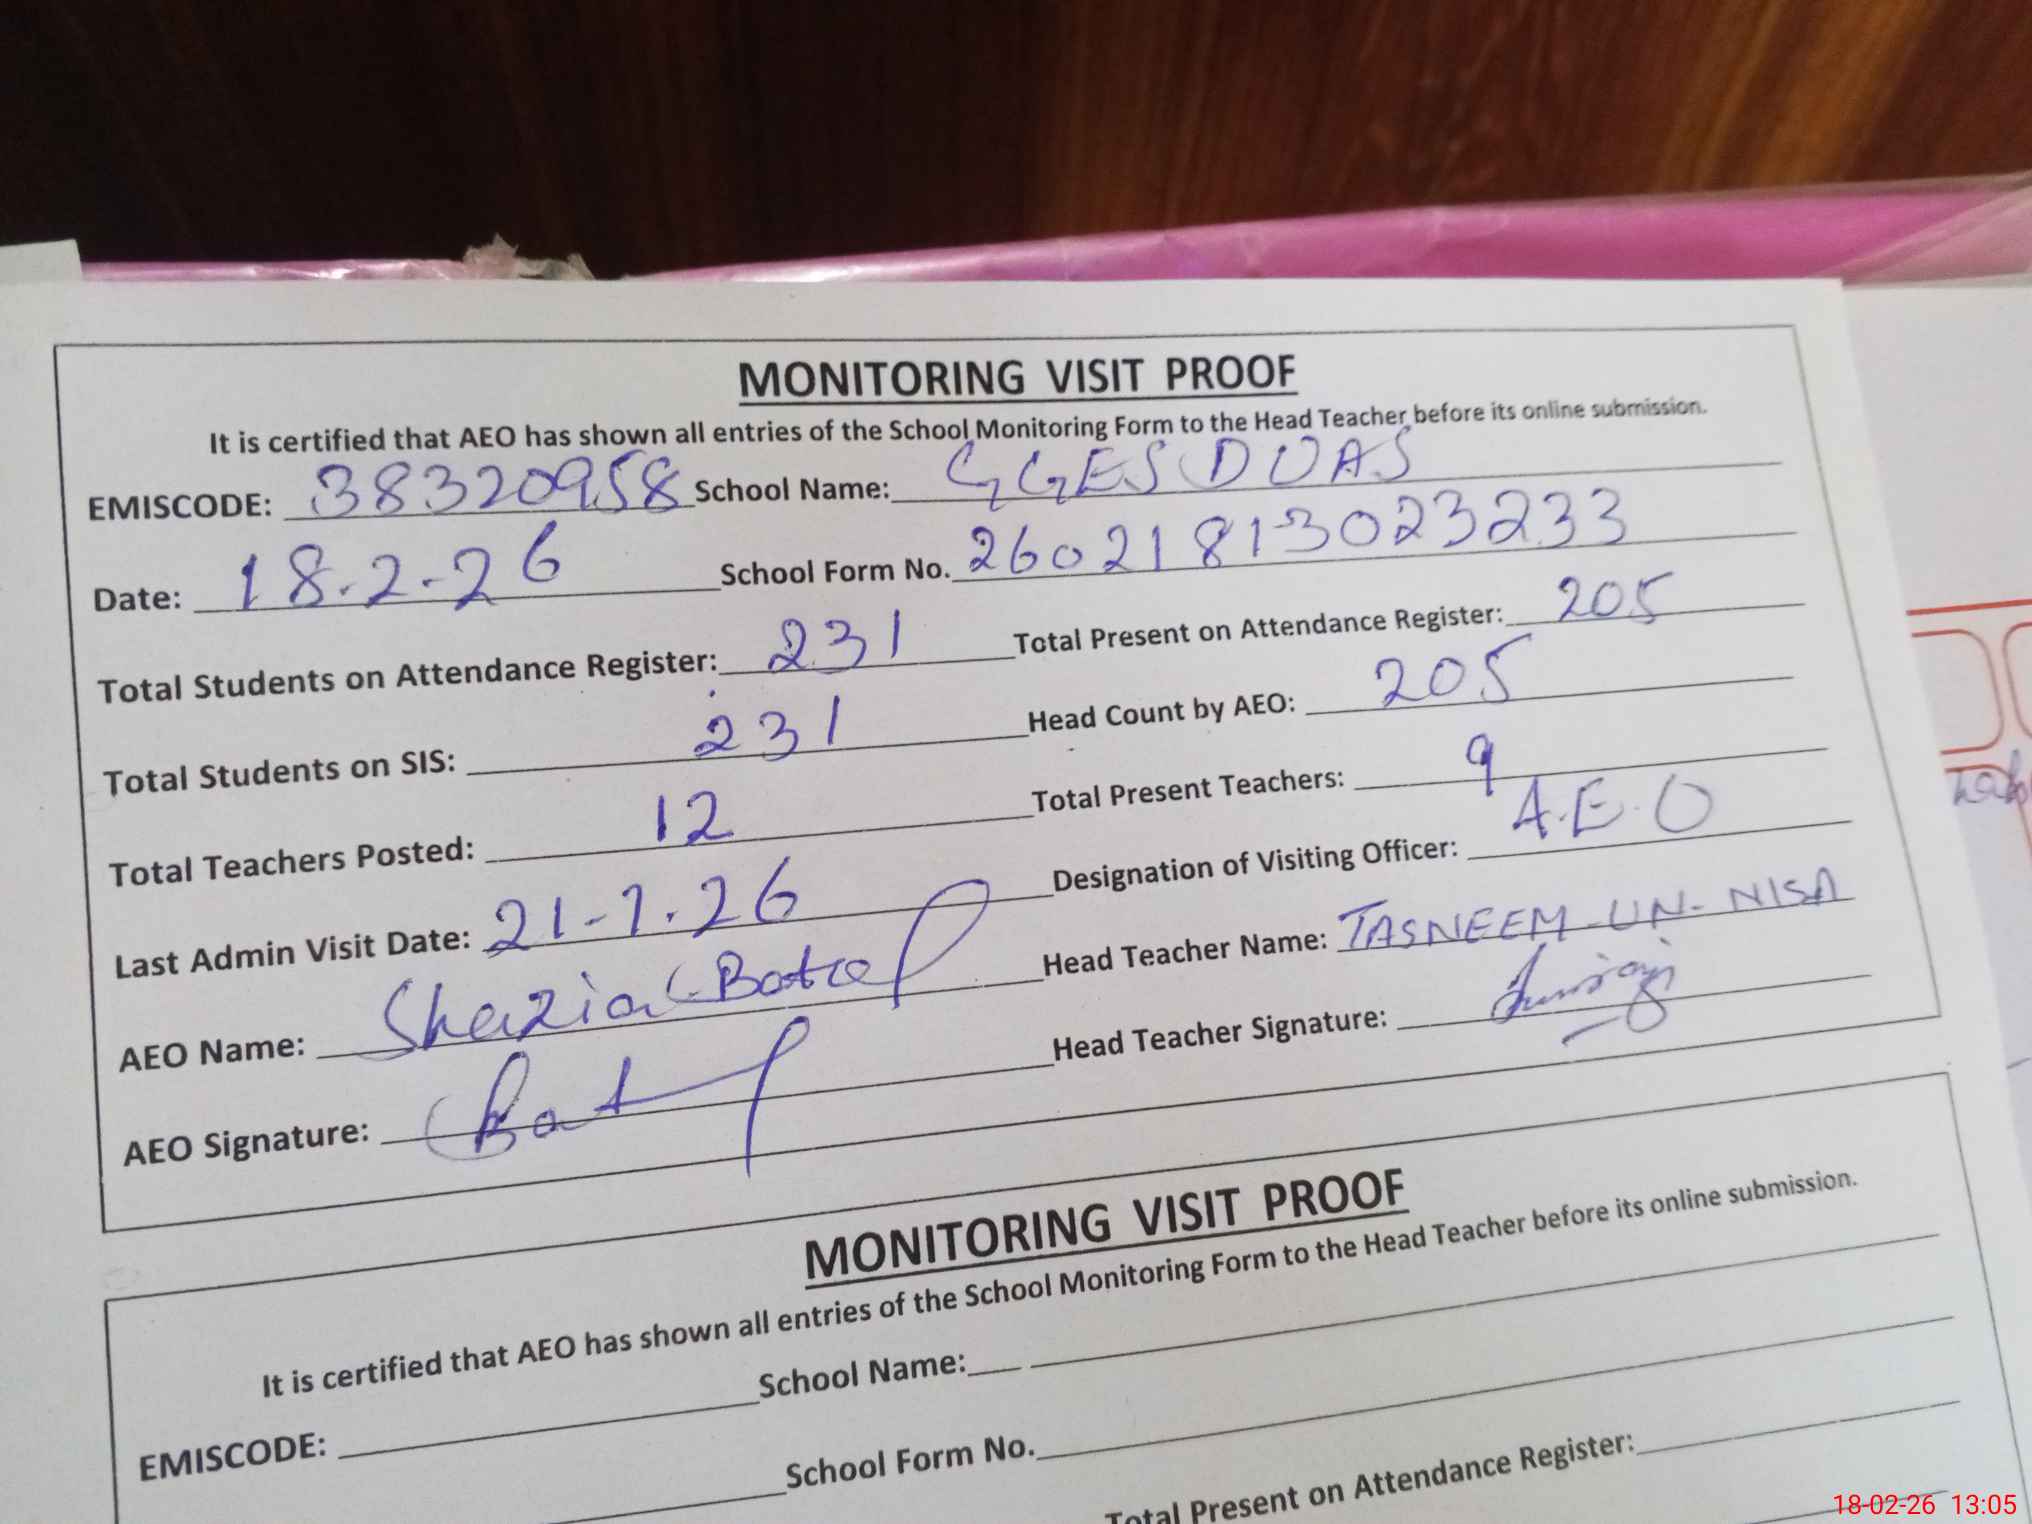 MONITORING VISIT PROOF
It is certified that AEO has shown all entries of the School Monitoring Form to the Head Teacher before its online submission.
EMISCODE: 38320958 School Name: GGES DUAS
Date: 18.2.26 School Form No. 26021813023233
Total Students on Attendance Register: 231 Total Present on Attendance Register: 205
Total Students on SIS: 231 Head Count by AEO: 205
Total Teachers Posted: 12 Total Present Teachers: 9
Last Admin Visit Date: 21-1.26 Designation of Visiting Officer: A.E.O
AEO Name: Shazia Head Teacher Name: TASNEEM-UN-NISA
AEO Signature: Head Teacher Signature:
MONITORING VISIT PROOF
It is certified that AEO has shown all entries of the School Monitoring Form to the Head Teacher before its online submission.
EMISCODE: School Name:
School Form No.
Total Present on Attendance Register:
18-02-26 13:05